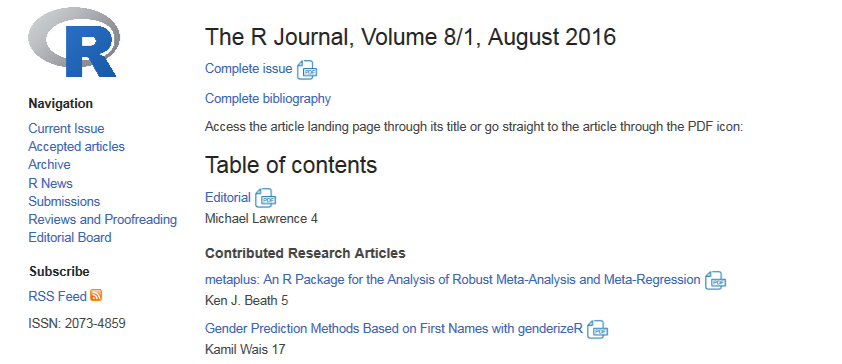 R
Navigation
Current Issue
Accepted articles
Archive
R News
Submissions
Reviews and Proofreading
Editorial Board
Subscribe
RSS Feed
ISSN: 2073-4859
The R Journal, Volume 8/1, August 2016
Complete issue PDF
Complete bibliography
Access the article landing page through its title or go straight to the article through the PDF icon:
Table of contents
Editorial PDF
Michael Lawrence 4
Contributed Research Articles
metaplus: An R Package for the Analysis of Robust Meta-Analysis and Meta-Regression PDF
Ken J. Beath 5
Gender Prediction Methods Based on First Names with genderizeR PDF
Kamil Wais 17